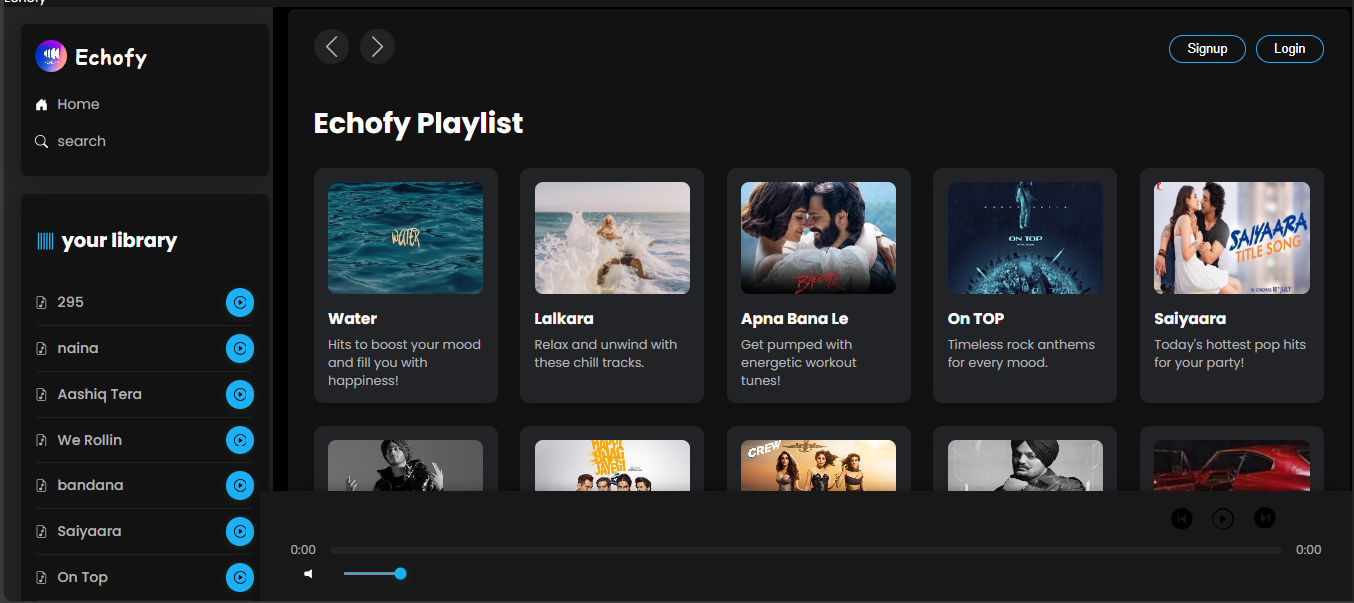 Echofy
Home
search
your library
295
naina
Aashiq Tera
We Rollin
bandana
Saiyaara
On Top
Signup
Login
Echofy Playlist
WATER
Water
Hits to boost your mood
and fill you with
happiness!
Lalkara
Relax and unwind with
these chill tracks.
Apna Bana Le
Get pumped with
energetic workout
tunes!
ON TOP
On TOP
Timeless rock anthems
for every mood.
SAIYAARA
TITLE SONG
Saiyaara
Today's hottest pop hits
for your party!
CREW
0:00
0:00